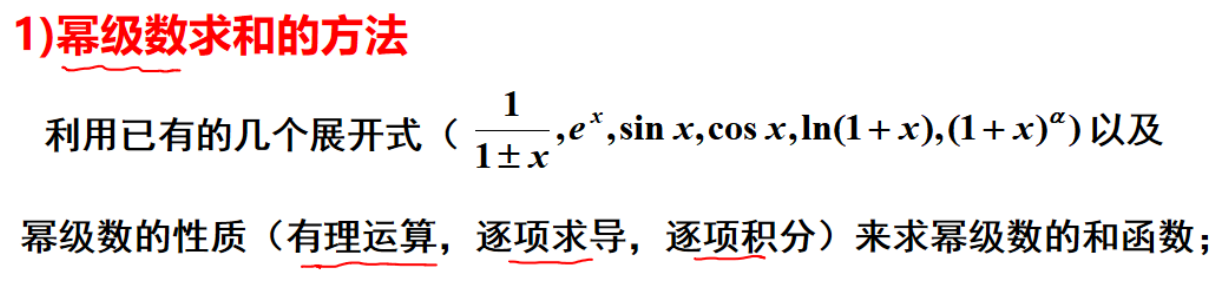 1)幂级数求和的方法
利用已有的几个展开式（ $\frac{1}{1 \pm x}, e^x, \sin x, \cos x, \ln(1+x), (1+x)^\alpha$ ）以及
幂级数的性质（有理运算，逐项求导，逐项积分）来求幂级数的和函数；